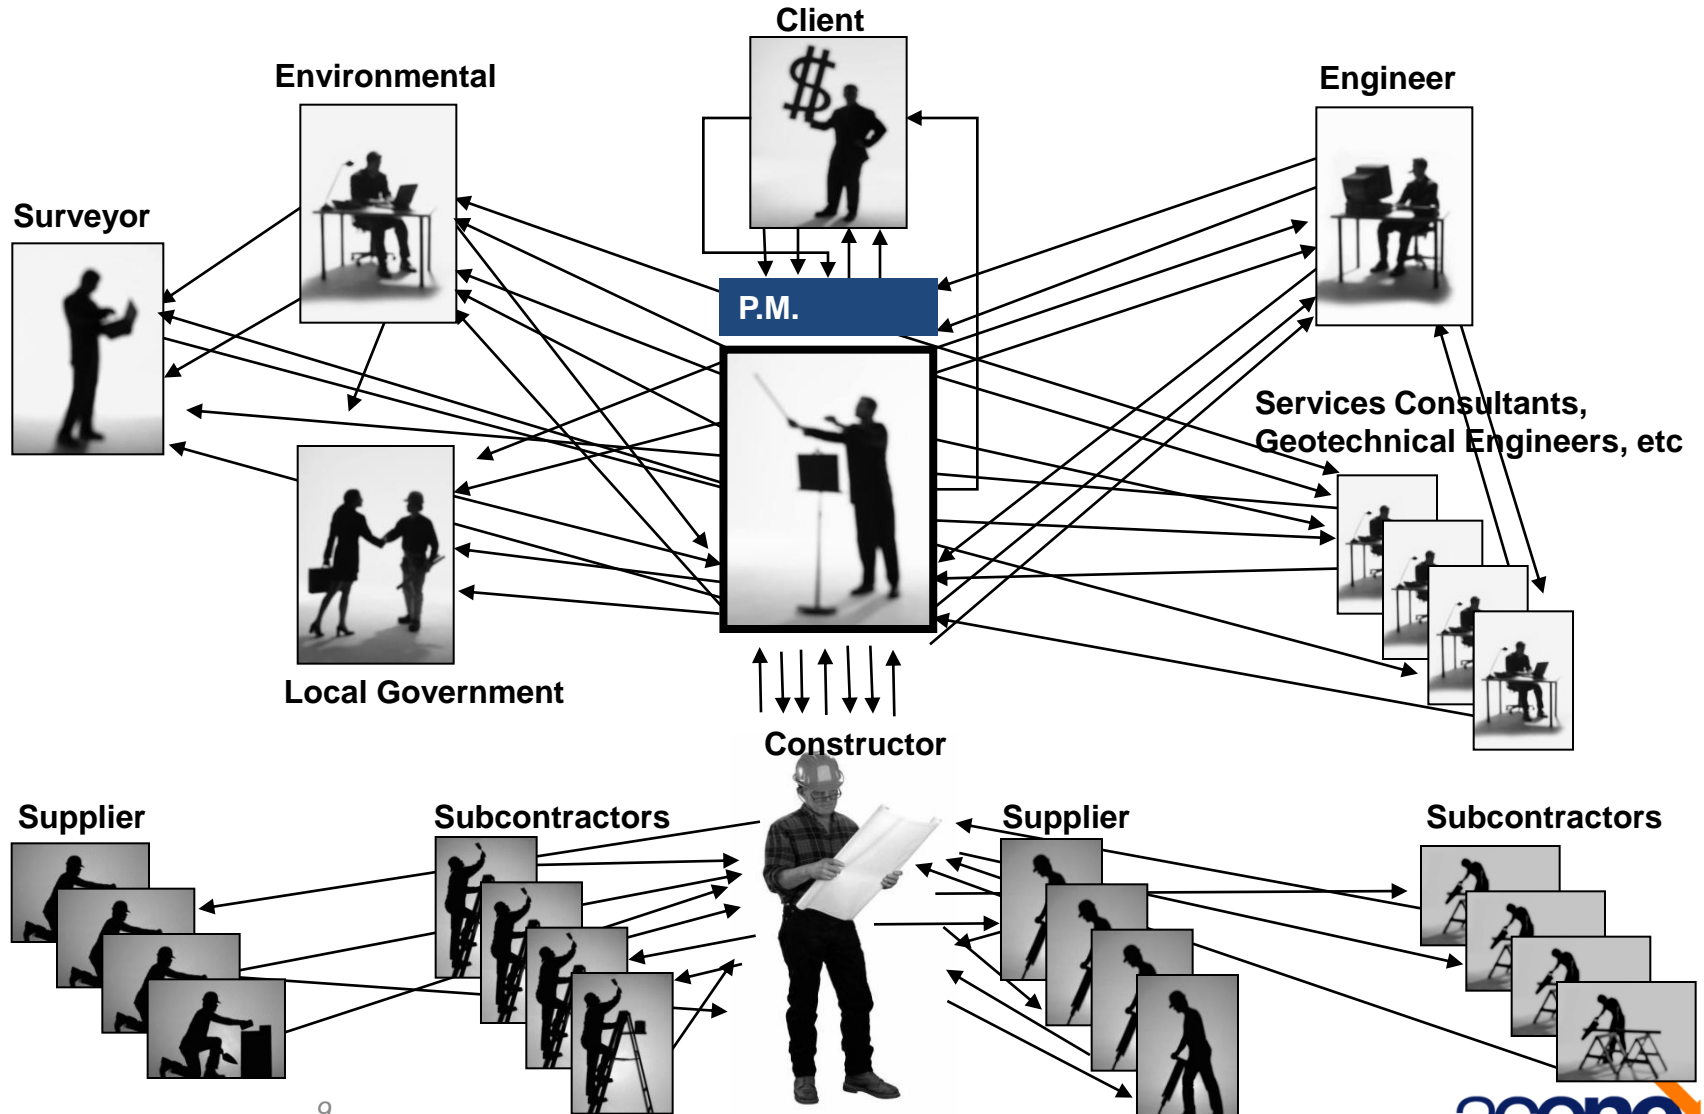 Client
Environmental
Engineer
Surveyor
P.M.
Services Consultants,
Geotechnical Engineers, etc
Local Government
Constructor
Supplier
Subcontractors
Supplier
Subcontractors
9